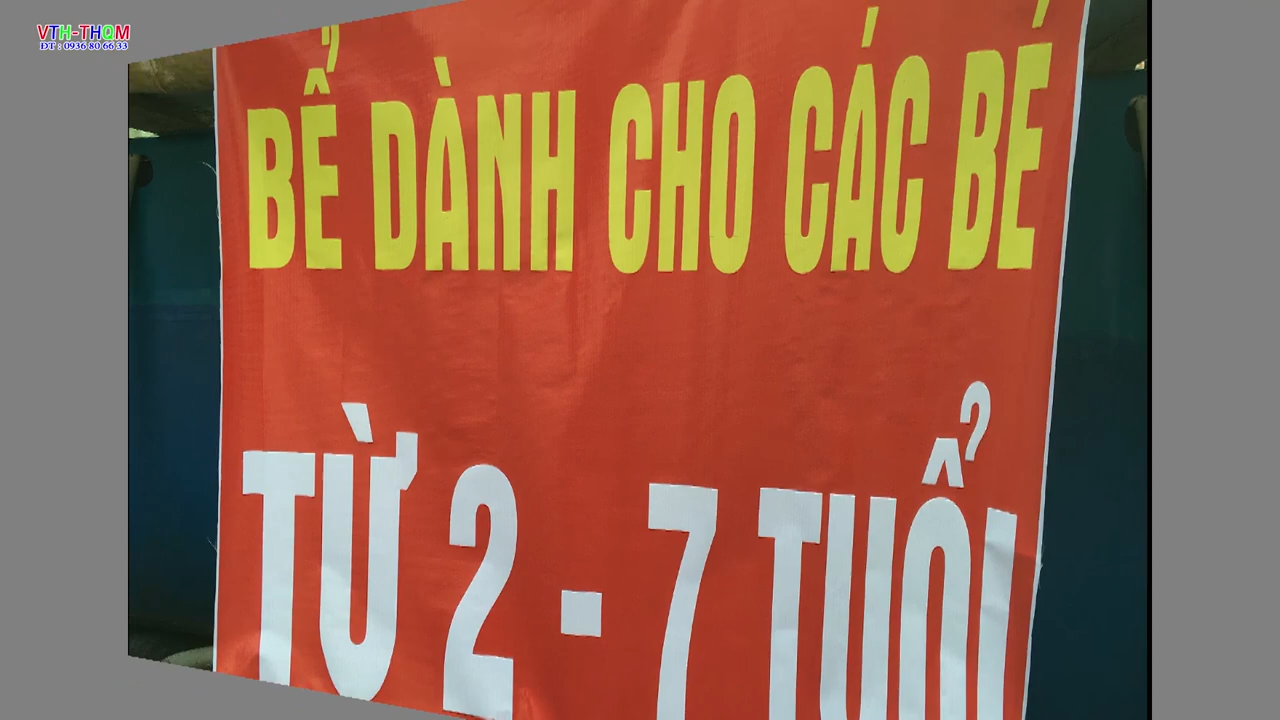 VTH-THQM
ĐT : 0936 80 66 33
BỂ DÀNH CHO CÁC BÉ
TỪ 2 - 7 TUỔI